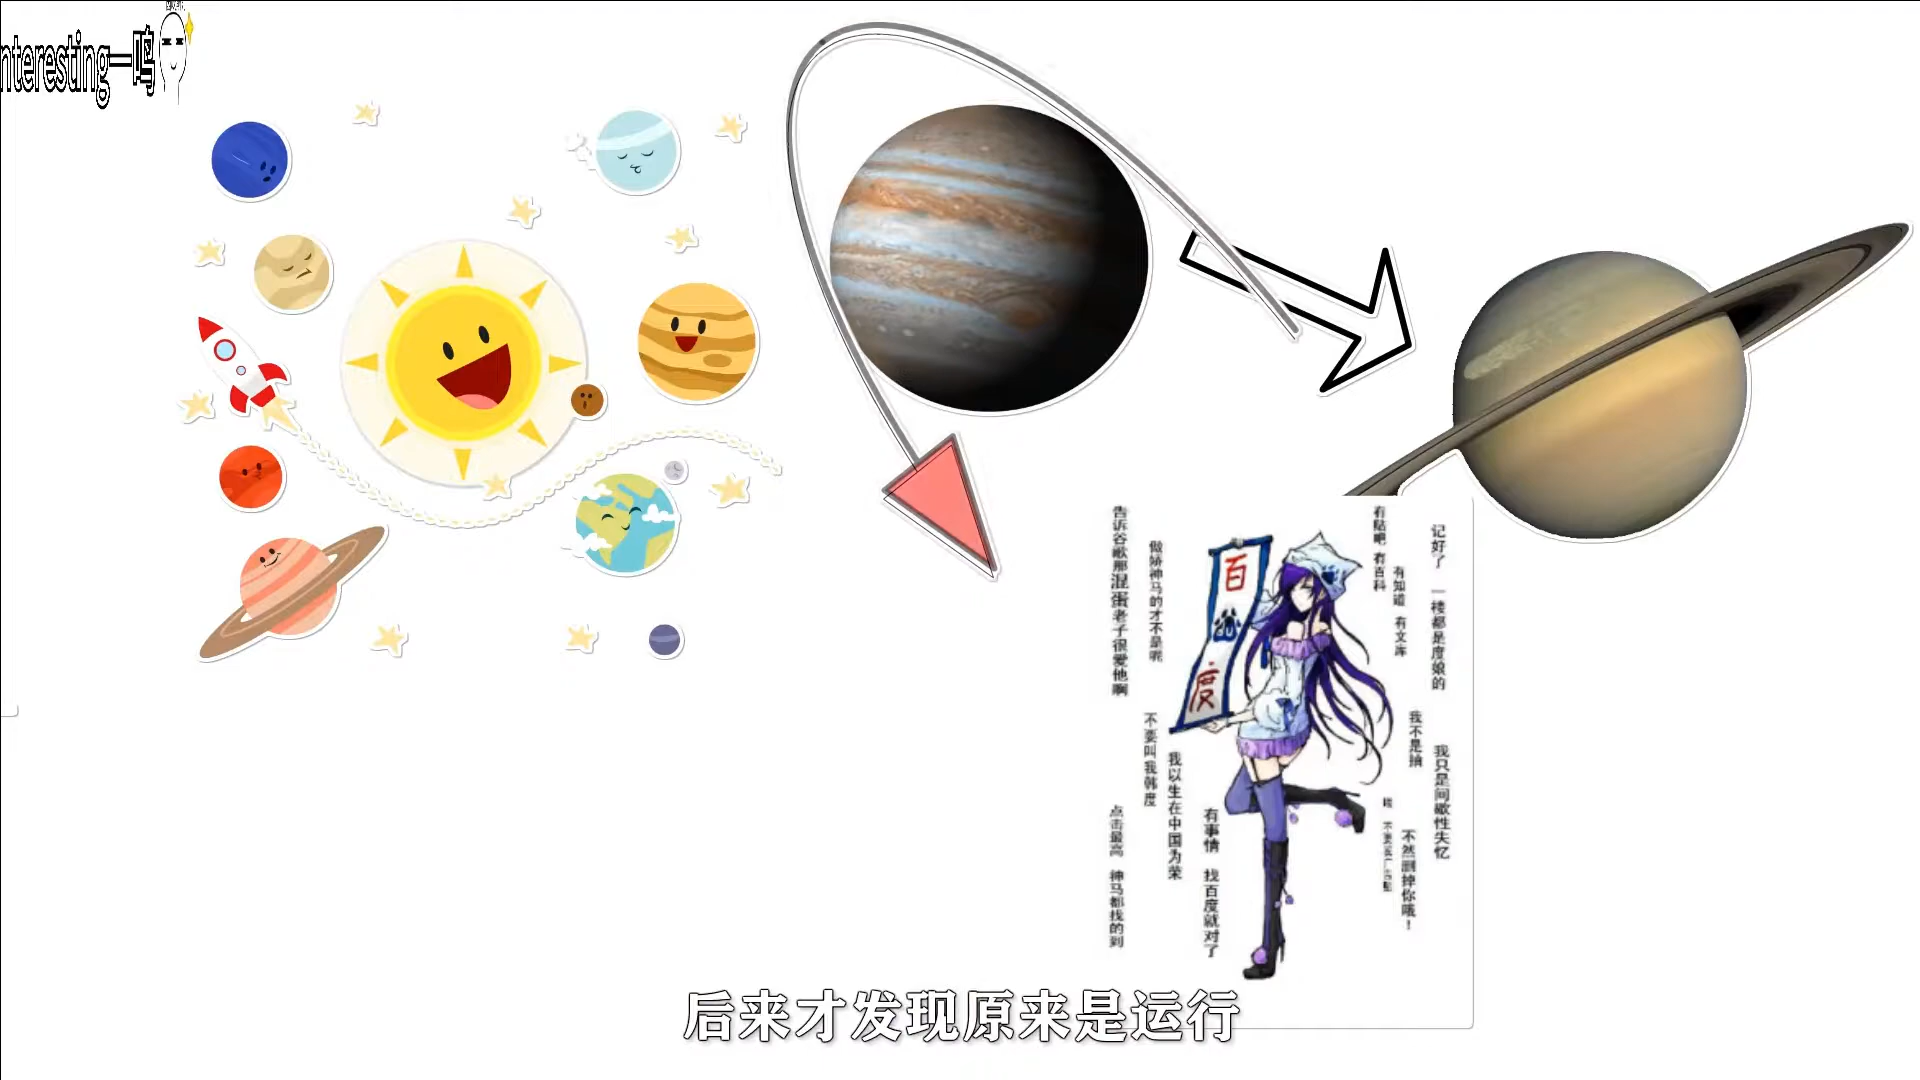 nteresting一鸣
告诉谷歌那混蛋老子很爱他啊
做娇神马的才不是呢
不要叫我韩度
我以生在中国为荣
点击最高 神马都找的到
有事情 找百度就对了
百度
有贴吧 有百科
有知道 有文库
记好了 一楼都是度娘的
我不是抽
我只是间歇性失忆
不然删掉你哦！
后来才发现原来是运行